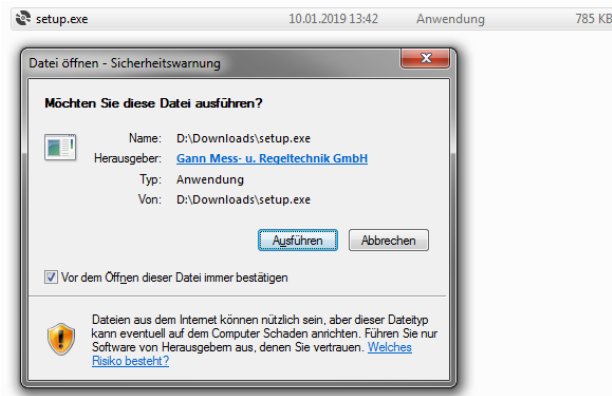 setup.exe 10.01.2019 13:42 Anwendung 785 KB
Datei öffnen - Sicherheitswarnung
Möchten Sie diese Datei ausführen?
Name: D:\Downloads\setup.exe
Herausgeber: Gann Mess- u. Regeltechnik GmbH
Typ: Anwendung
Von: D:\Downloads\setup.exe
Ausführen Abbrechen
Vor dem Öffnen dieser Datei immer bestätigen
Dateien aus dem Internet können nützlich sein, aber dieser Dateityp
kann eventuell auf dem Computer Schaden anrichten. Führen Sie nur
Software von Herausgebern aus, denen Sie vertrauen. Welches
Risiko besteht?